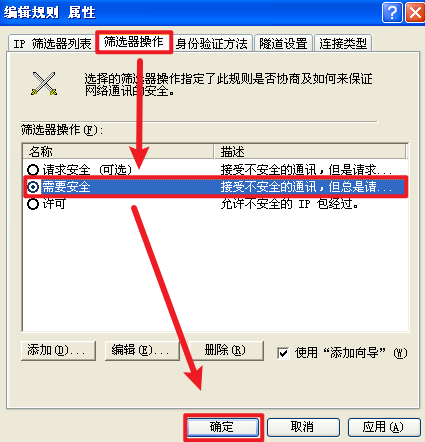 编辑规则 属性
IP 筛选器列表 筛选器操作 身份验证方法 隧道设置 连接类型
选择的筛选器操作指定了此规则是否协商及如何来保证
网络通讯的安全。
筛选器操作(F):
名称 描述
请求安全 (可选) 接受不安全的通讯，但是请求...
需要安全 接受不安全的通讯，但总是请...
许可 允许不安全的 IP 包经过。
添加(D)... 编辑(E)... 删除(R) 使用“添加向导”(W)
确定 取消 应用(A)